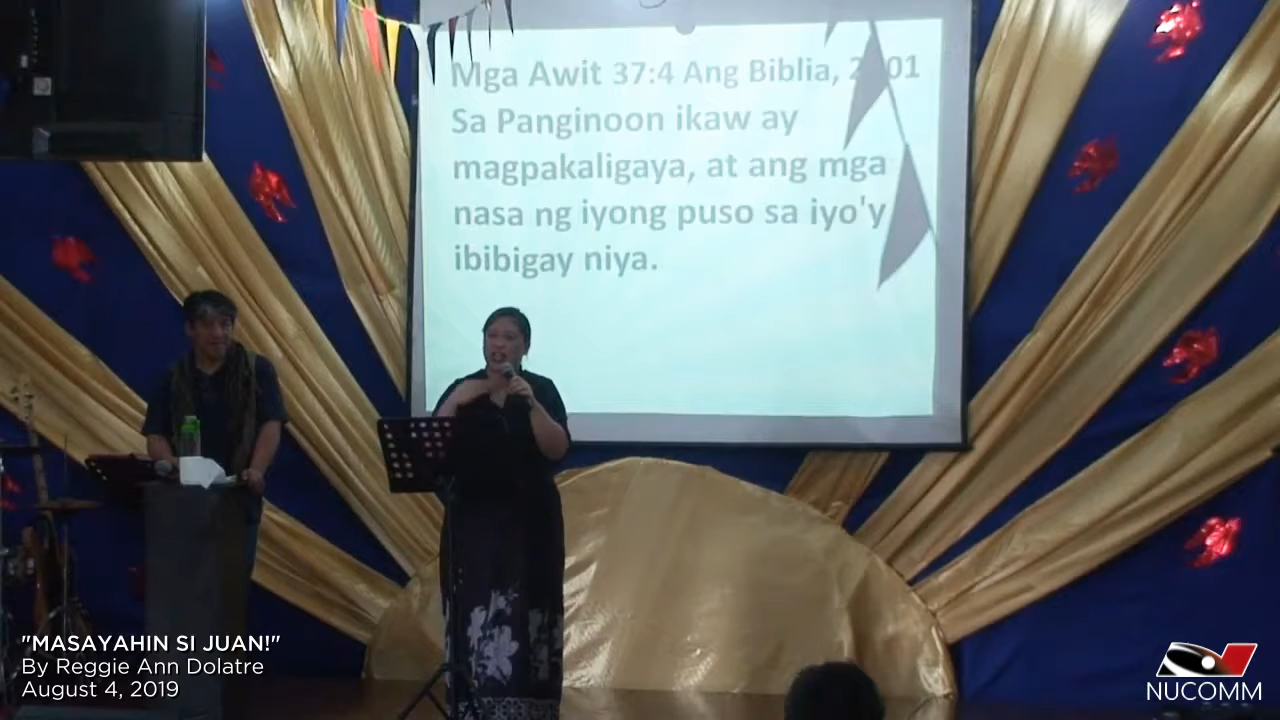 Mga Awit 37:4 Ang Biblia, 2001
Sa Panginoon ikaw ay
magpakaligaya, at ang mga
nasa ng iyong puso sa iyo'y
ibibigay niya.
"MASAYAHIN SI JUAN!"
By Reggie Ann Dolatre
August 4, 2019
NUCOMM